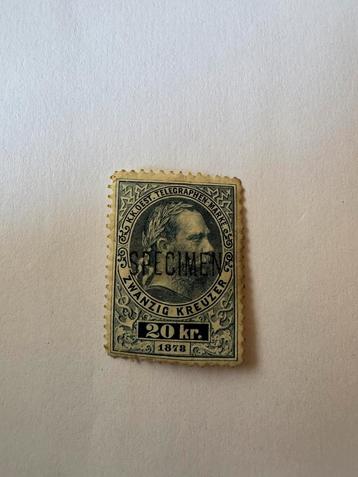 K.K.OEST. TELEGRAPHEN-MARKE
SPECIMEN
ZWANZIG KREUZER
20 kr.
1873